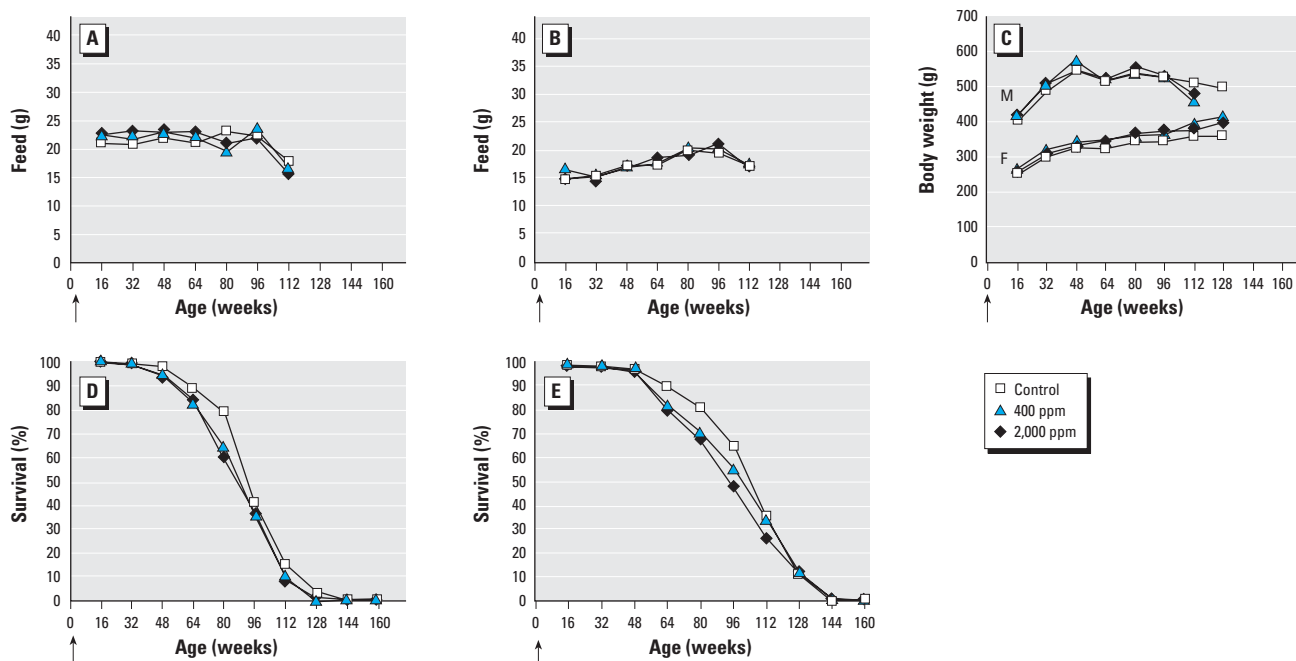 A
Feed (g)
40
35
30
25
20
15
10
5
0
0 16 32 48 64 80 96 112 128 144 160
Age (weeks)
B
Feed (g)
40
35
30
25
20
15
10
5
0
0 16 32 48 64 80 96 112 128 144 160
Age (weeks)
C
Body weight (g)
700
600
500
400
300
200
100
0
M
F
0 16 32 48 64 80 96 112 128 144 160
Age (weeks)
D
Survival (%)
100
90
80
70
60
50
40
30
20
10
0
0 16 32 48 64 80 96 112 128 144 160
Age (weeks)
E
Survival (%)
100
90
80
70
60
50
40
30
20
10
0
0 16 32 48 64 80 96 112 128 144 160
Age (weeks)
Control
400 ppm
2,000 ppm